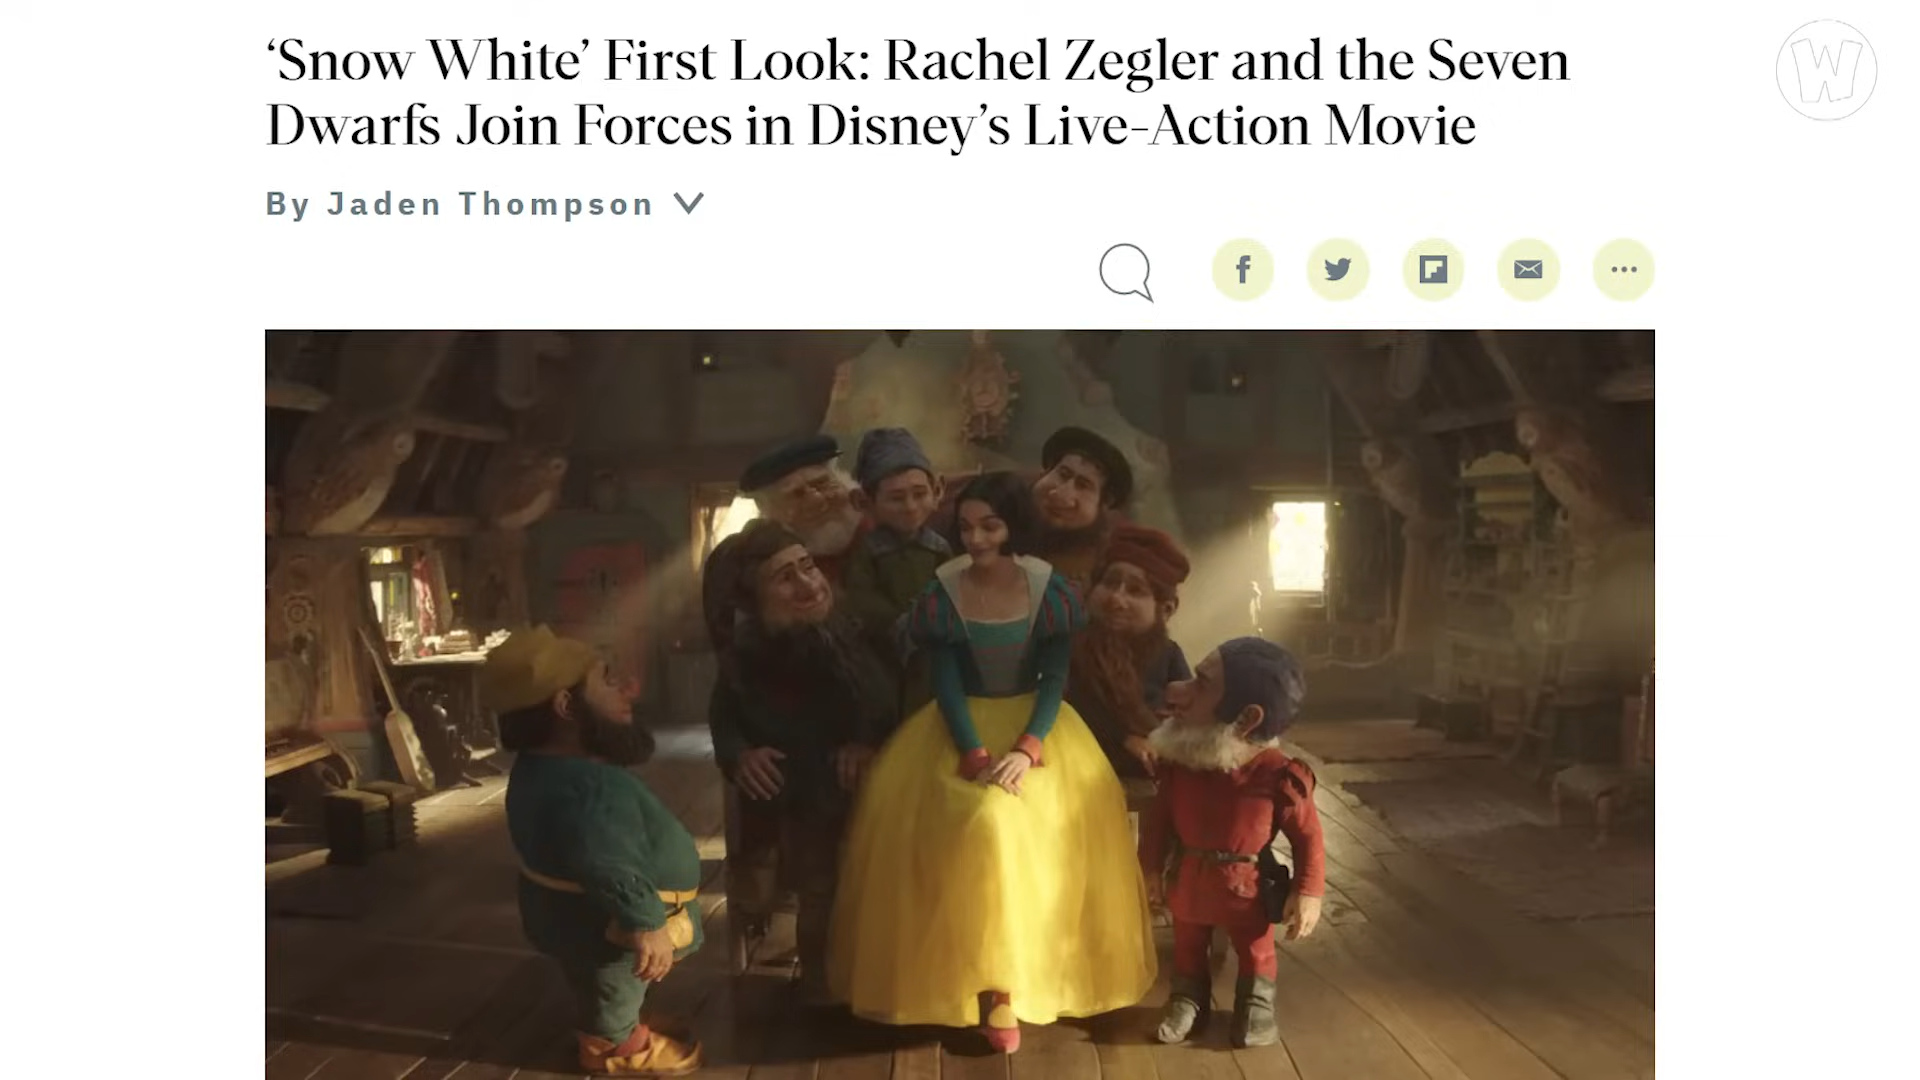 ‘Snow White’ First Look: Rachel Zegler and the Seven
Dwarfs Join Forces in Disney’s Live-Action Movie
By Jaden Thompson
W